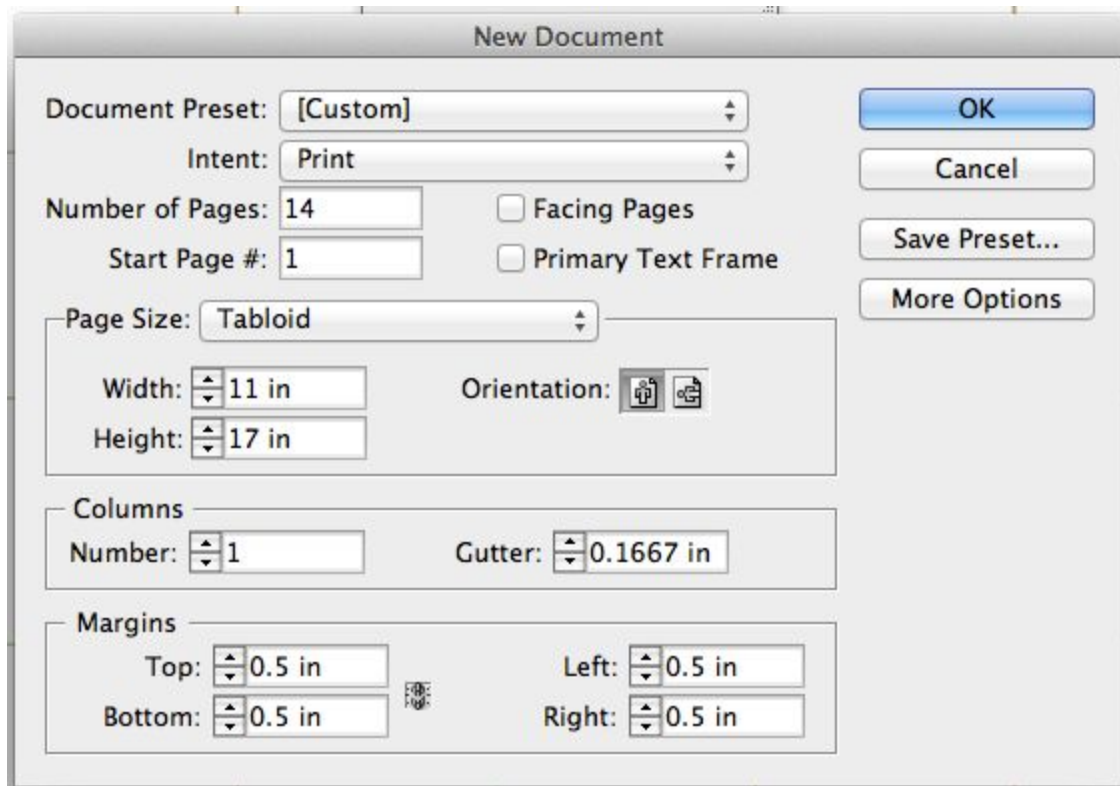 New Document
Document Preset: [Custom]
OK
Intent: Print
Cancel
Number of Pages: 14
Facing Pages
Save Preset...
Start Page #: 1
Primary Text Frame
More Options
Page Size: Tabloid
Width: 11 in
Orientation:
Height: 17 in
Columns
Number: 1
Gutter: 0.1667 in
Margins
Top: 0.5 in
Left: 0.5 in
Bottom: 0.5 in
Right: 0.5 in